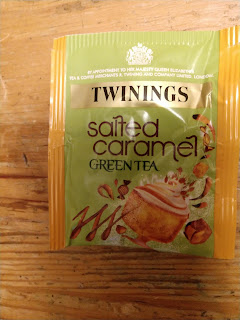 BY APPOINTMENT TO HER MAJESTY QUEEN ELIZABETH II
TEA & COFFEE MERCHANTS R. TWINING AND COMPANY LIMITED, LONDON
TWININGS
salted
caramel
GREEN TEA